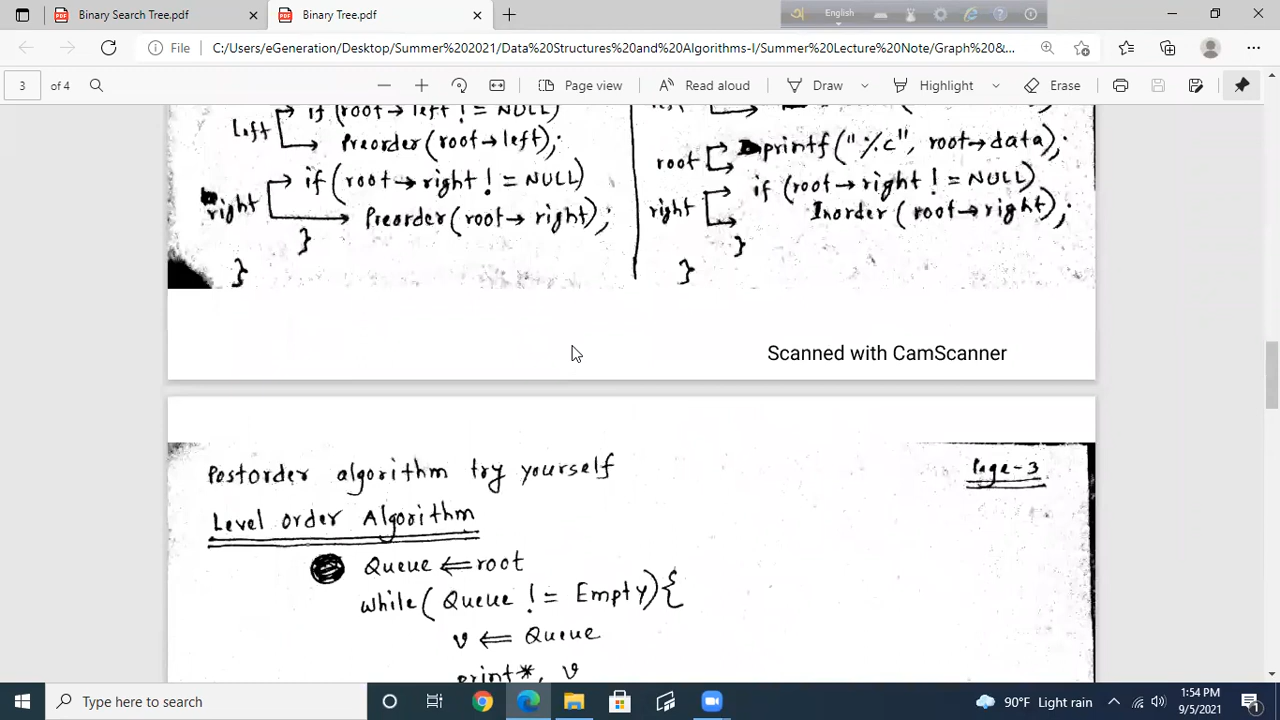 Binary Search Tree.pdf
Binary Tree.pdf
English
File
C:/Users/eGeneration/Desktop/Summer%202021/Data%20Structures%20and%20Algorithms-I/Summer%20Lecture%20Note/Graph%20&...
3 of 4
Page view
Read aloud
Draw
Highlight
Erase
left if (root→left != NULL)
Preorder(root→left);
right if (root→right != NULL)
Preorder(root→right);
}
}
root printf("%c", root→data);
right if (root→right != NULL)
Inorder(root→right);
}
}
Scanned with CamScanner
Postorder algorithm try yourself
Page-3
Level order Algorithm
Queue ⇐ root
while(Queue != Empty){
v ⇐ Queue
print*, v
Type here to search
90°F Light rain
1:54 PM
9/5/2021
1